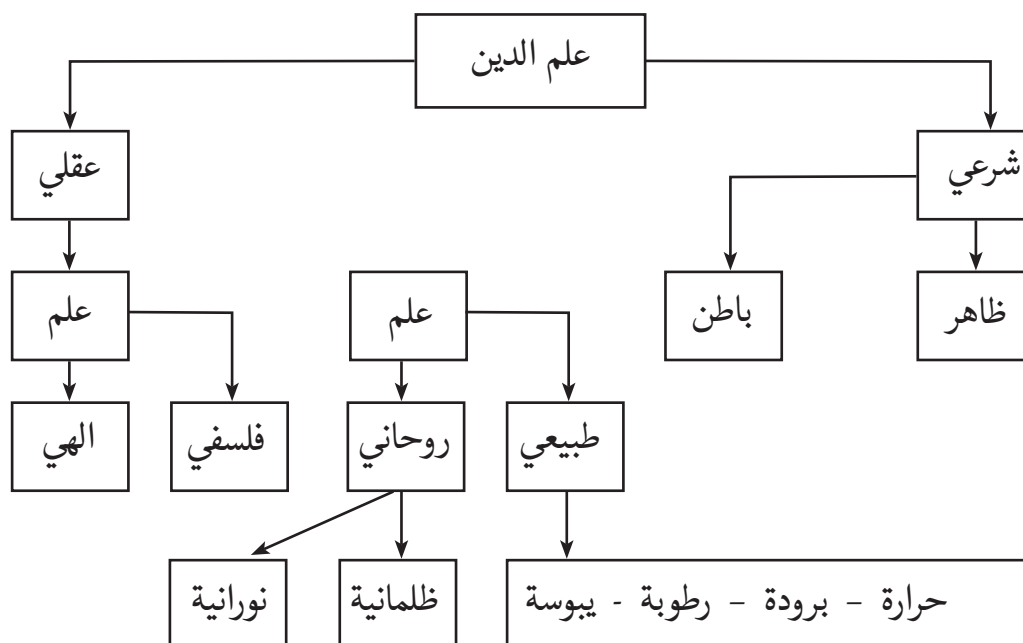 علم الدين
شرعي
عقلي
ظاهر
باطن
علم
علم
طبيعي
روحاني
فلسفي
الهي
حرارة – برودة – رطوبة - يبوسة
ظلمانية
نورانية